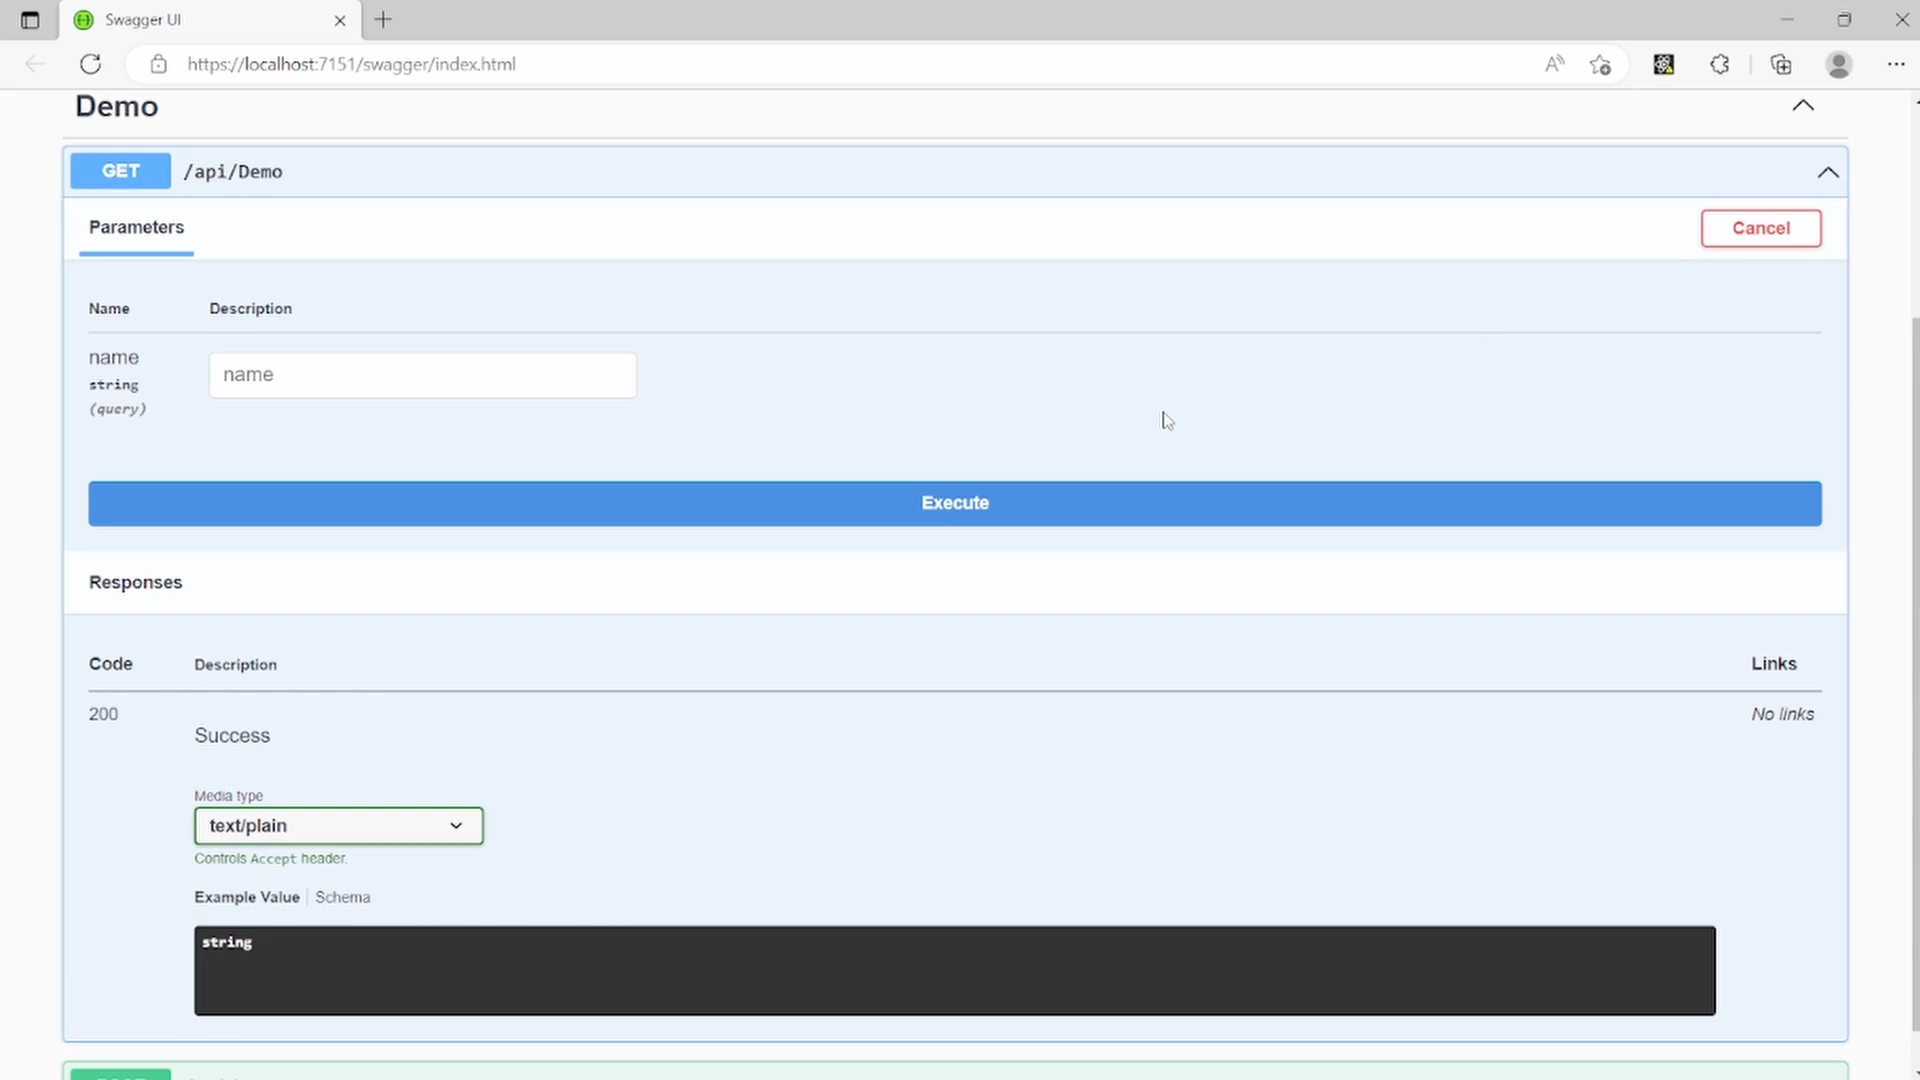 Swagger UI
https://localhost:7151/swagger/index.html
Demo
GET /api/Demo
Parameters
Cancel
Name Description
name
string
(query)
name
Execute
Responses
Code Description Links
200 No links
Success
Media type
text/plain
Controls Accept header.
Example Value Schema
string